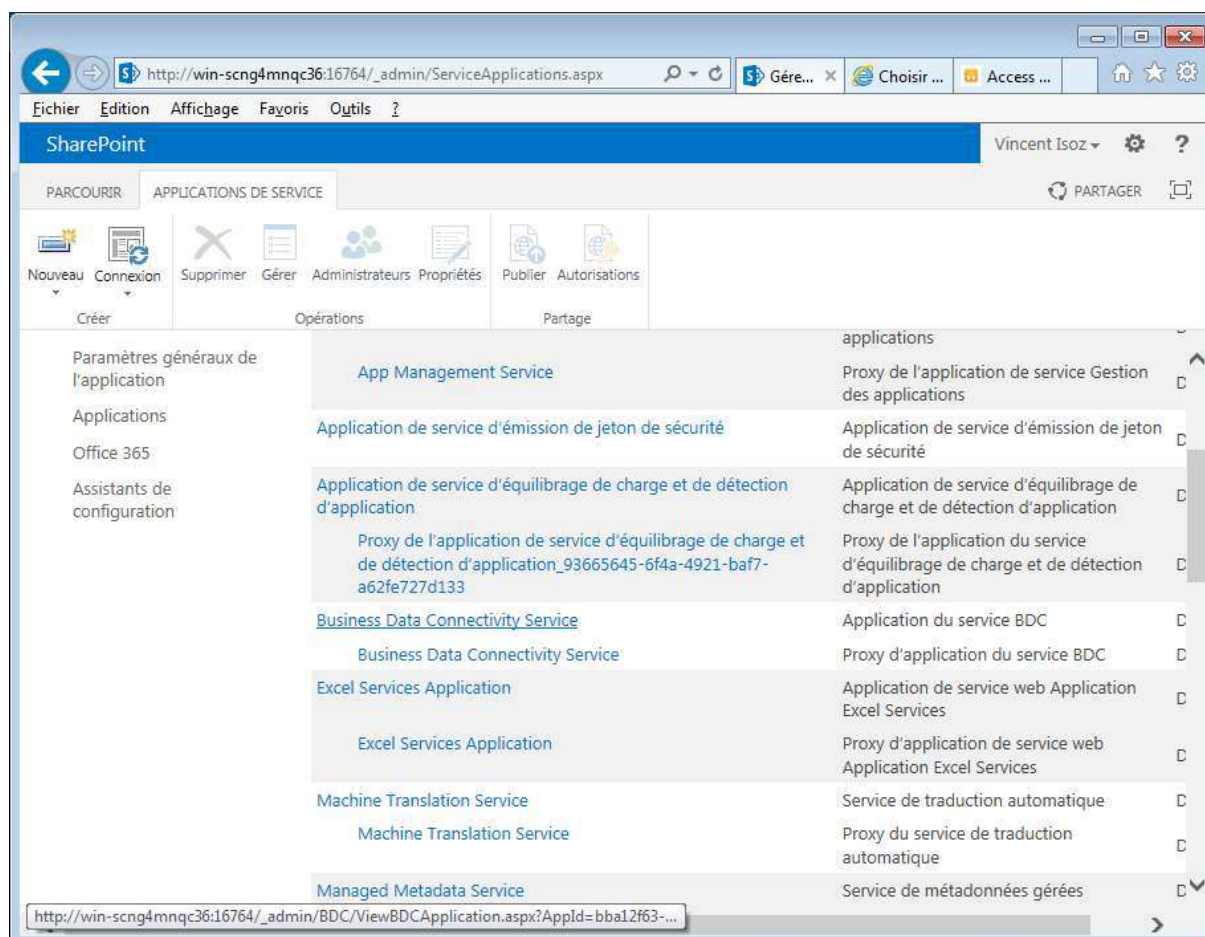 http://win-scng4mnqc36:16764/_admin/ServiceApplications.aspx
Gére...
Choisir ...
Access ...
Fichier Edition Affichage Favoris Outils ?
SharePoint
Vincent Isoz
?
PARCOURIR
APPLICATIONS DE SERVICE
PARTAGER
Nouveau
Connexion
Supprimer
Gérer
Administrateurs
Propriétés
Publier
Autorisations
Créer
Opérations
Partage
Paramètres généraux de
l'application
Applications
Office 365
Assistants de
configuration
applications
App Management Service
Proxy de l'application de service Gestion
des applications
D
Application de service d'émission de jeton de sécurité
Application de service d'émission de jeton
de sécurité
D
Application de service d'équilibrage de charge et de détection
d'application
Application de service d'équilibrage de
charge et de détection d'application
D
Proxy de l'application de service d'équilibrage de charge et
de détection d'application_93665645-6f4a-4921-baf7-
a62fe727d133
Proxy de l'application du service
d'équilibrage de charge et de détection
d'application
D
Business Data Connectivity Service
Application du service BDC
D
Business Data Connectivity Service
Proxy d'application du service BDC
D
Excel Services Application
Application de service web Application
Excel Services
D
Excel Services Application
Proxy d'application de service web
Application Excel Services
D
Machine Translation Service
Service de traduction automatique
D
Machine Translation Service
Proxy du service de traduction
automatique
D
Managed Metadata Service
Service de métadonnées gérées
D
http://win-scng4mnqc36:16764/_admin/BDC/ViewBDCApplication.aspx?AppId=bba12f63-...